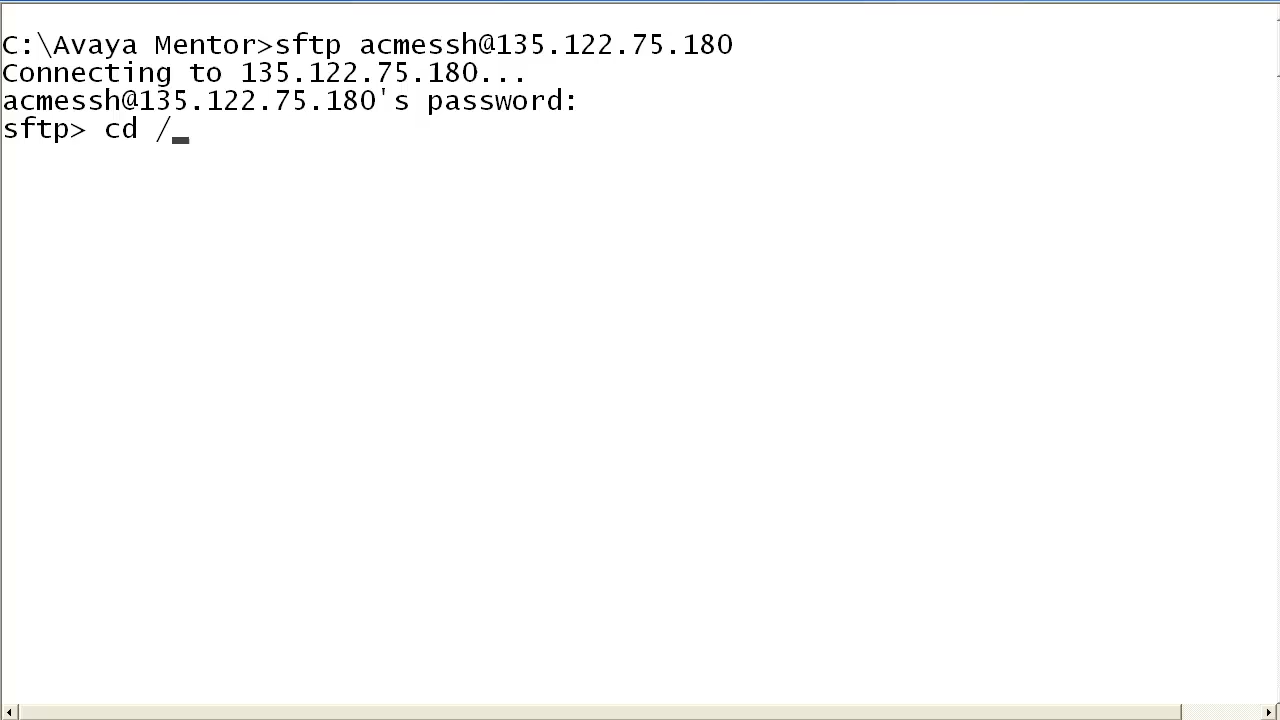 C:\Avaya Mentor>sftp acmessh@135.122.75.180
Connecting to 135.122.75.180...
acmessh@135.122.75.180's password:
sftp> cd /_